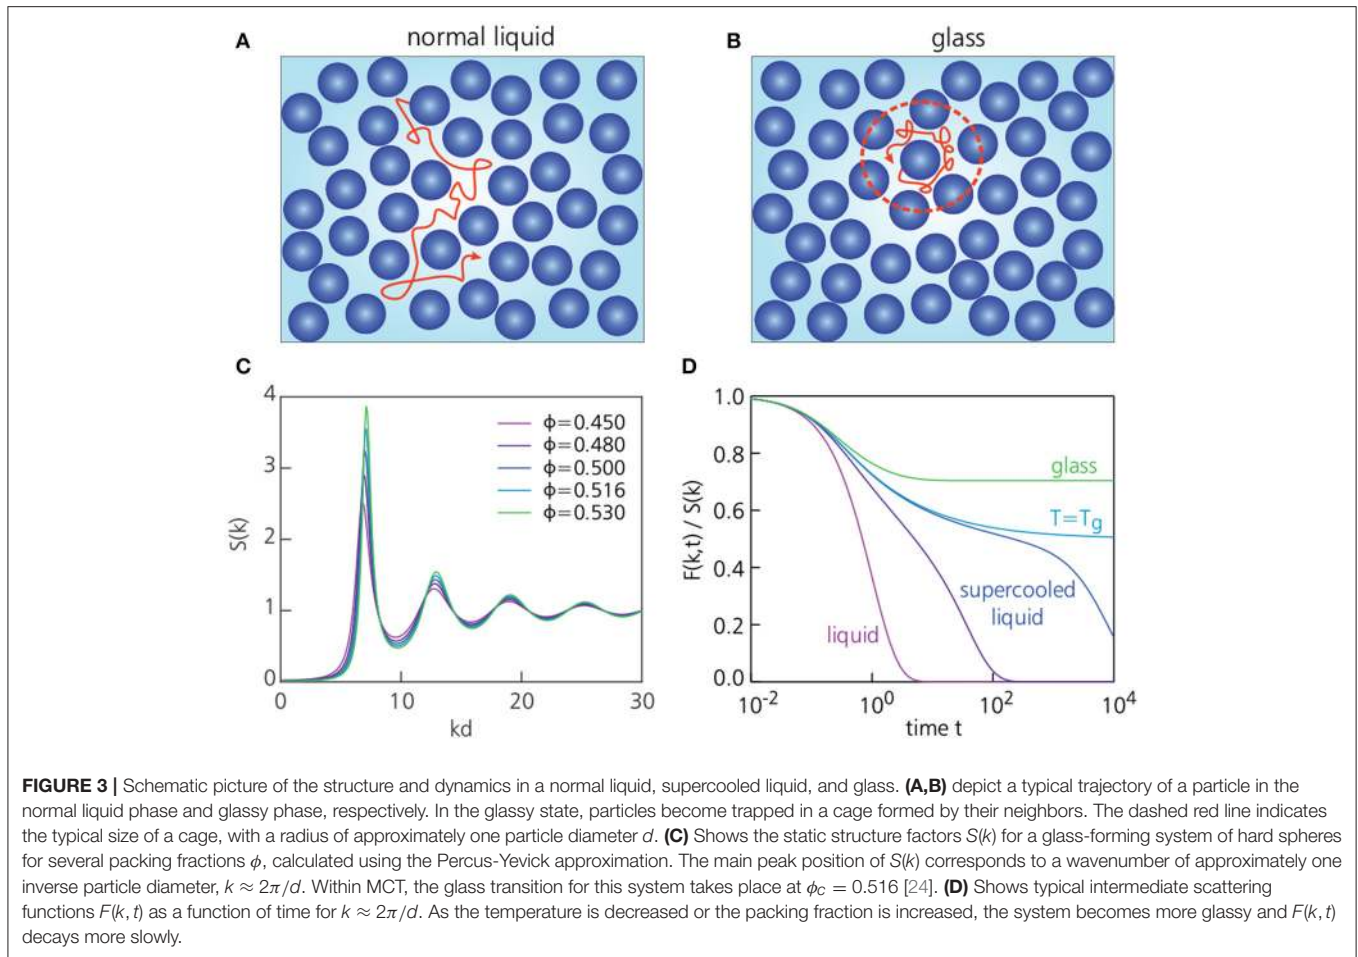 A normal liquid
B glass
C
4
3
2
1
0
S(k)
0 10 20 30
kd
ϕ=0.450
ϕ=0.480
ϕ=0.500
ϕ=0.516
ϕ=0.530
D
1.0
0.8
0.6
0.4
0.2
0.0
F(k,t) / S(k)
glass
T=Tg
supercooled
liquid
liquid
10⁻² 10⁰ 10² 10⁴
time t
FIGURE 3 | Schematic picture of the structure and dynamics in a normal liquid, supercooled liquid, and glass. (A,B) depict a typical trajectory of a particle in the
normal liquid phase and glassy phase, respectively. In the glassy state, particles become trapped in a cage formed by their neighbors. The dashed red line indicates
the typical size of a cage, with a radius of approximately one particle diameter d. (C) Shows the static structure factors S(k) for a glass-forming system of hard spheres
for several packing fractions ϕ, calculated using the Percus-Yevick approximation. The main peak position of S(k) corresponds to a wavenumber of approximately one
inverse particle diameter, k ≈ 2π/d. Within MCT, the glass transition for this system takes place at ϕC = 0.516 [24]. (D) Shows typical intermediate scattering
functions F(k, t) as a function of time for k ≈ 2π/d. As the temperature is decreased or the packing fraction is increased, the system becomes more glassy and F(k, t)
decays more slowly.